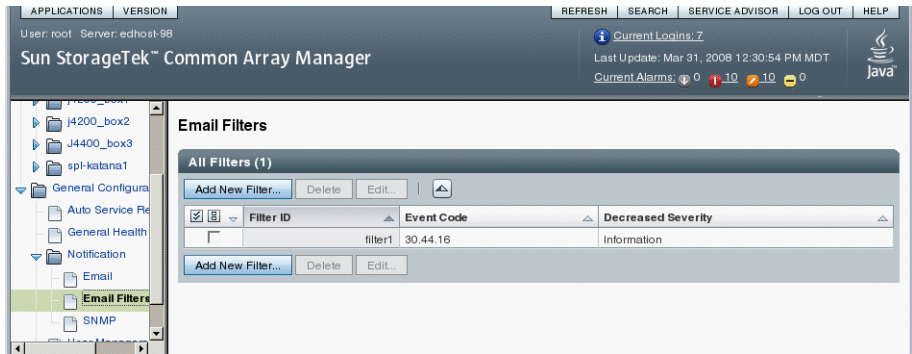 APPLICATIONS VERSION REFRESH SEARCH SERVICE ADVISOR LOG OUT HELP
User: root Server: edhost-98
Sun StorageTek™ Common Array Manager
Current Logins: 7
Last Update: Mar 31, 2008 12:30:54 PM MDT
Current Alarms: 0 10 10 0
Java™
j4200_box2
J4400_box3
spl-katana1
General Configura
Auto Service Re
General Health
Notification
Email
Email Filters
SNMP
Email Filters
All Filters (1)
Add New Filter... Delete Edit...
Filter ID Event Code Decreased Severity
filter1 30.44.16 Information
Add New Filter... Delete Edit...